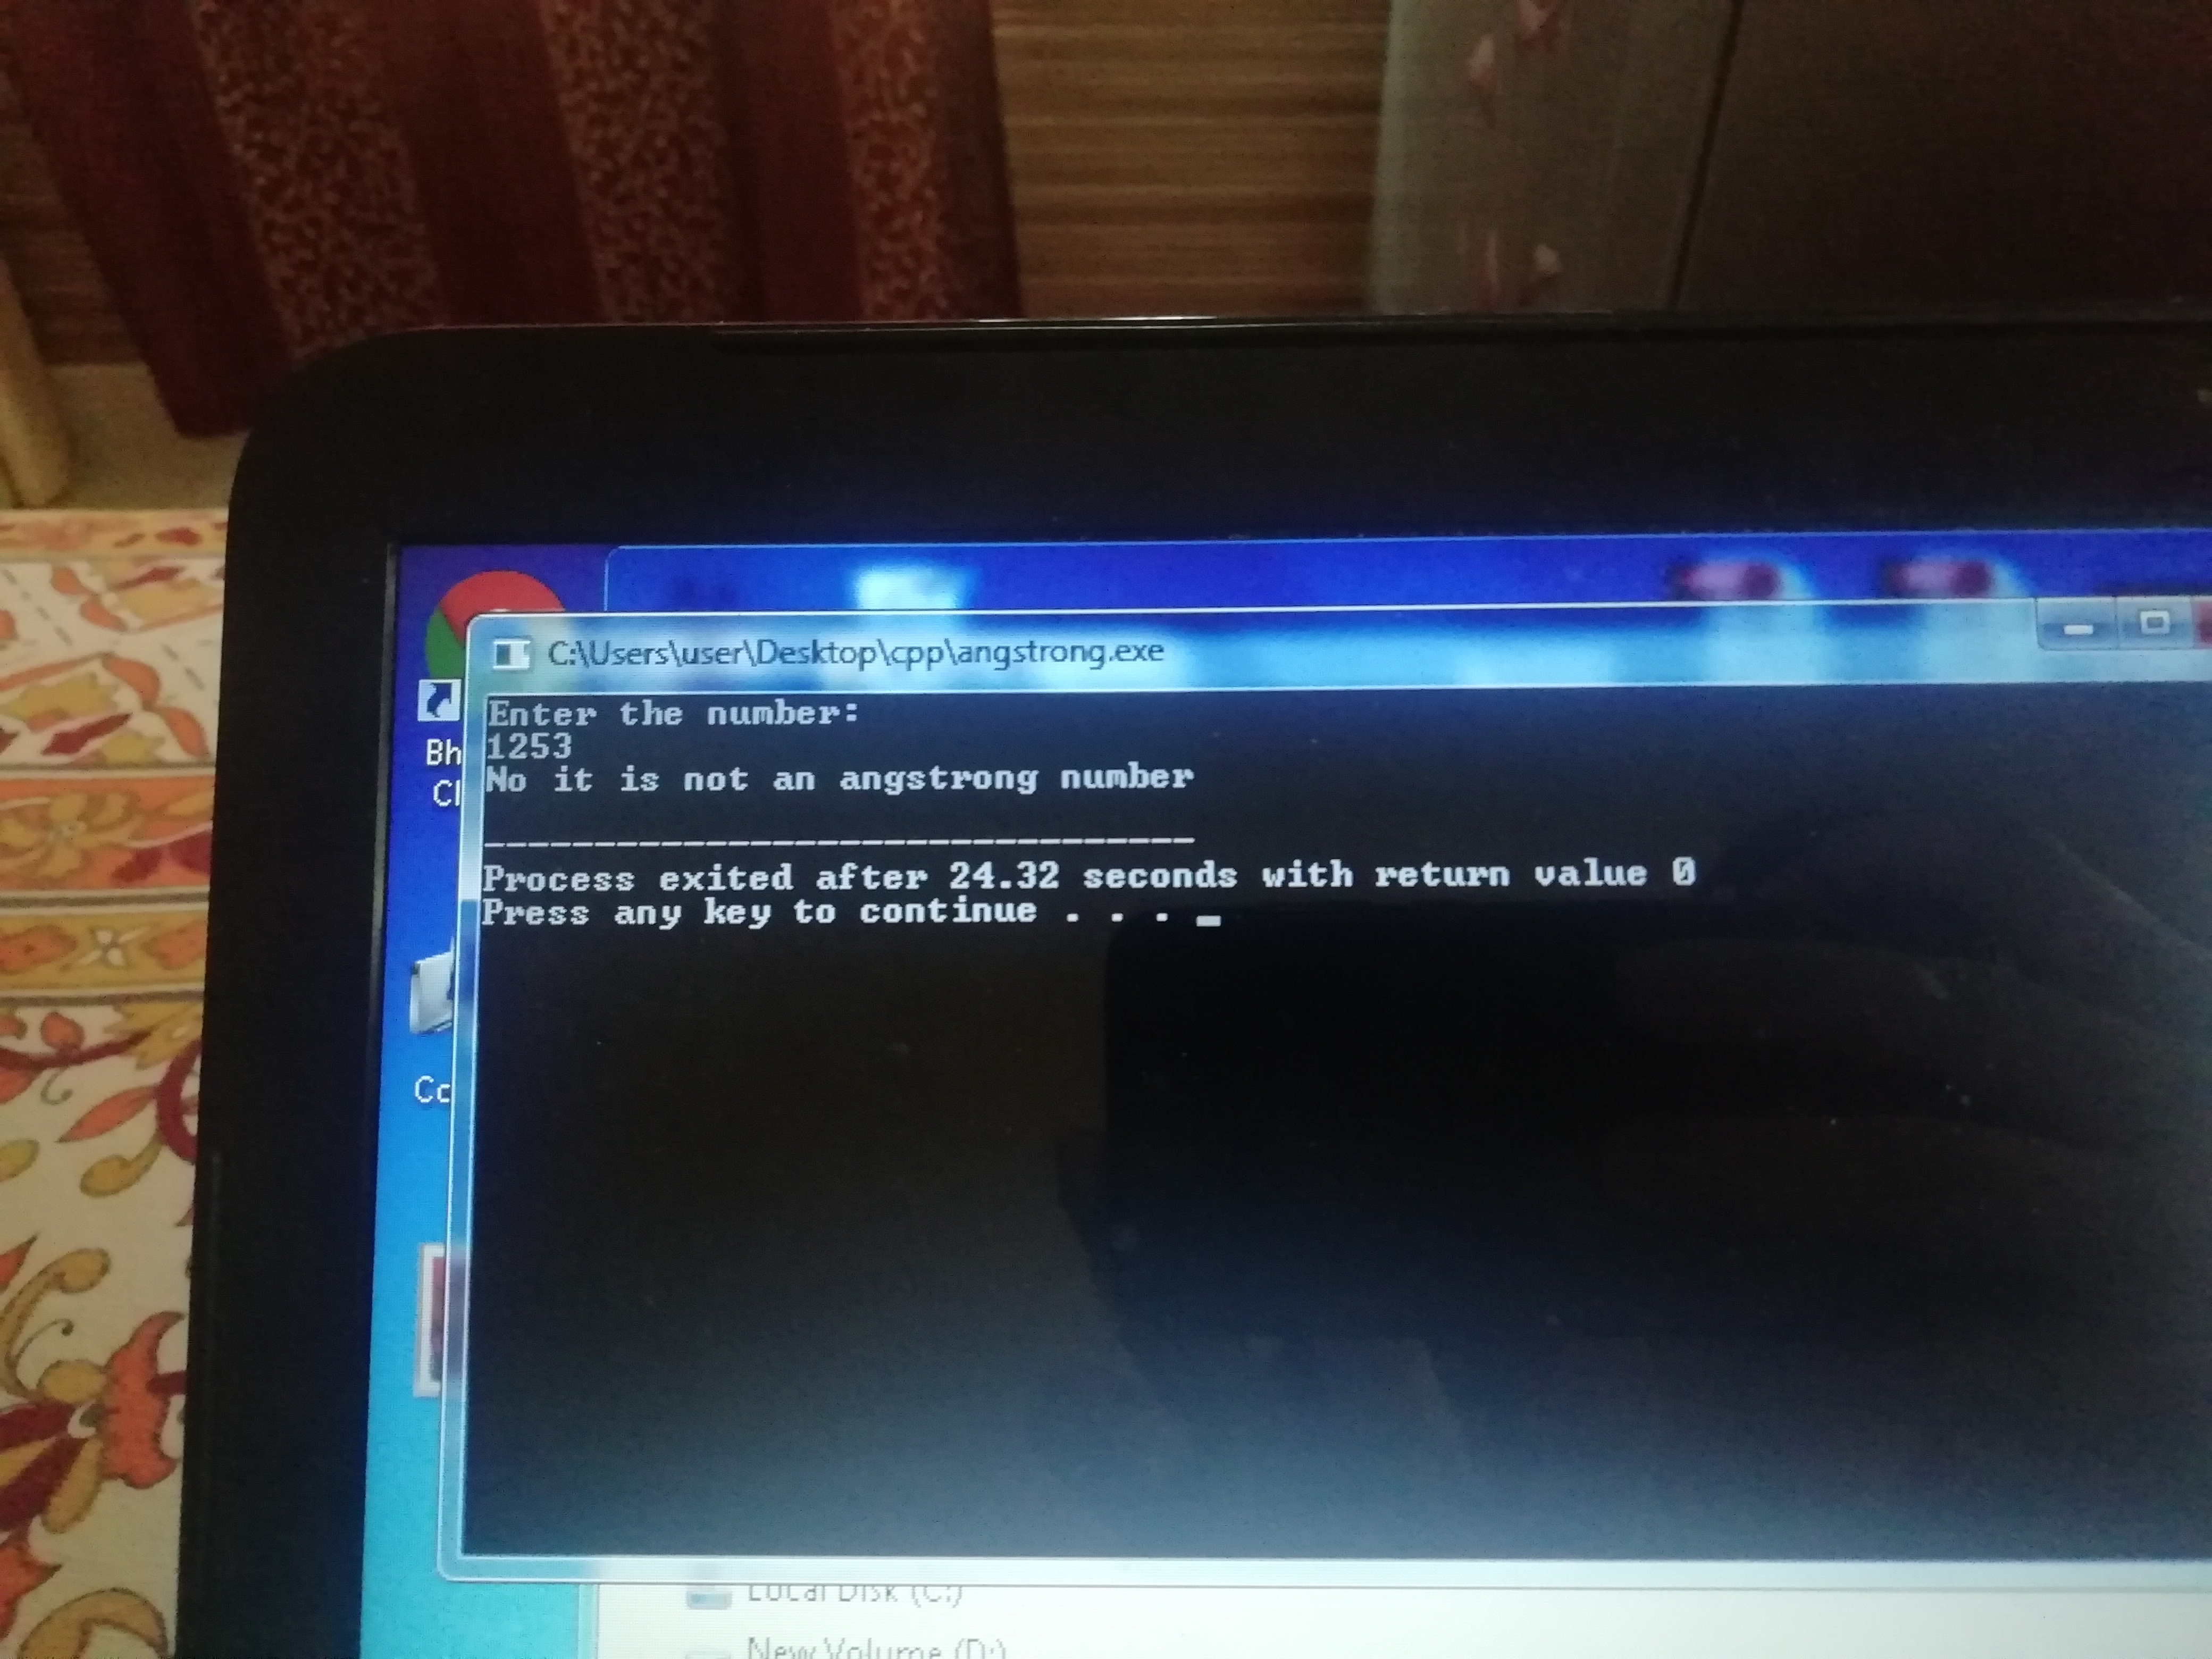 C:\Users\user\Desktop\cpp\angstrong.exe
Enter the number:
1253
No it is not an angstrong number
--------------------------------
Process exited after 24.32 seconds with return value 0
Press any key to continue . . . _
Bh
Cl
Co
Local Disk (C:)
New Volume (D:)